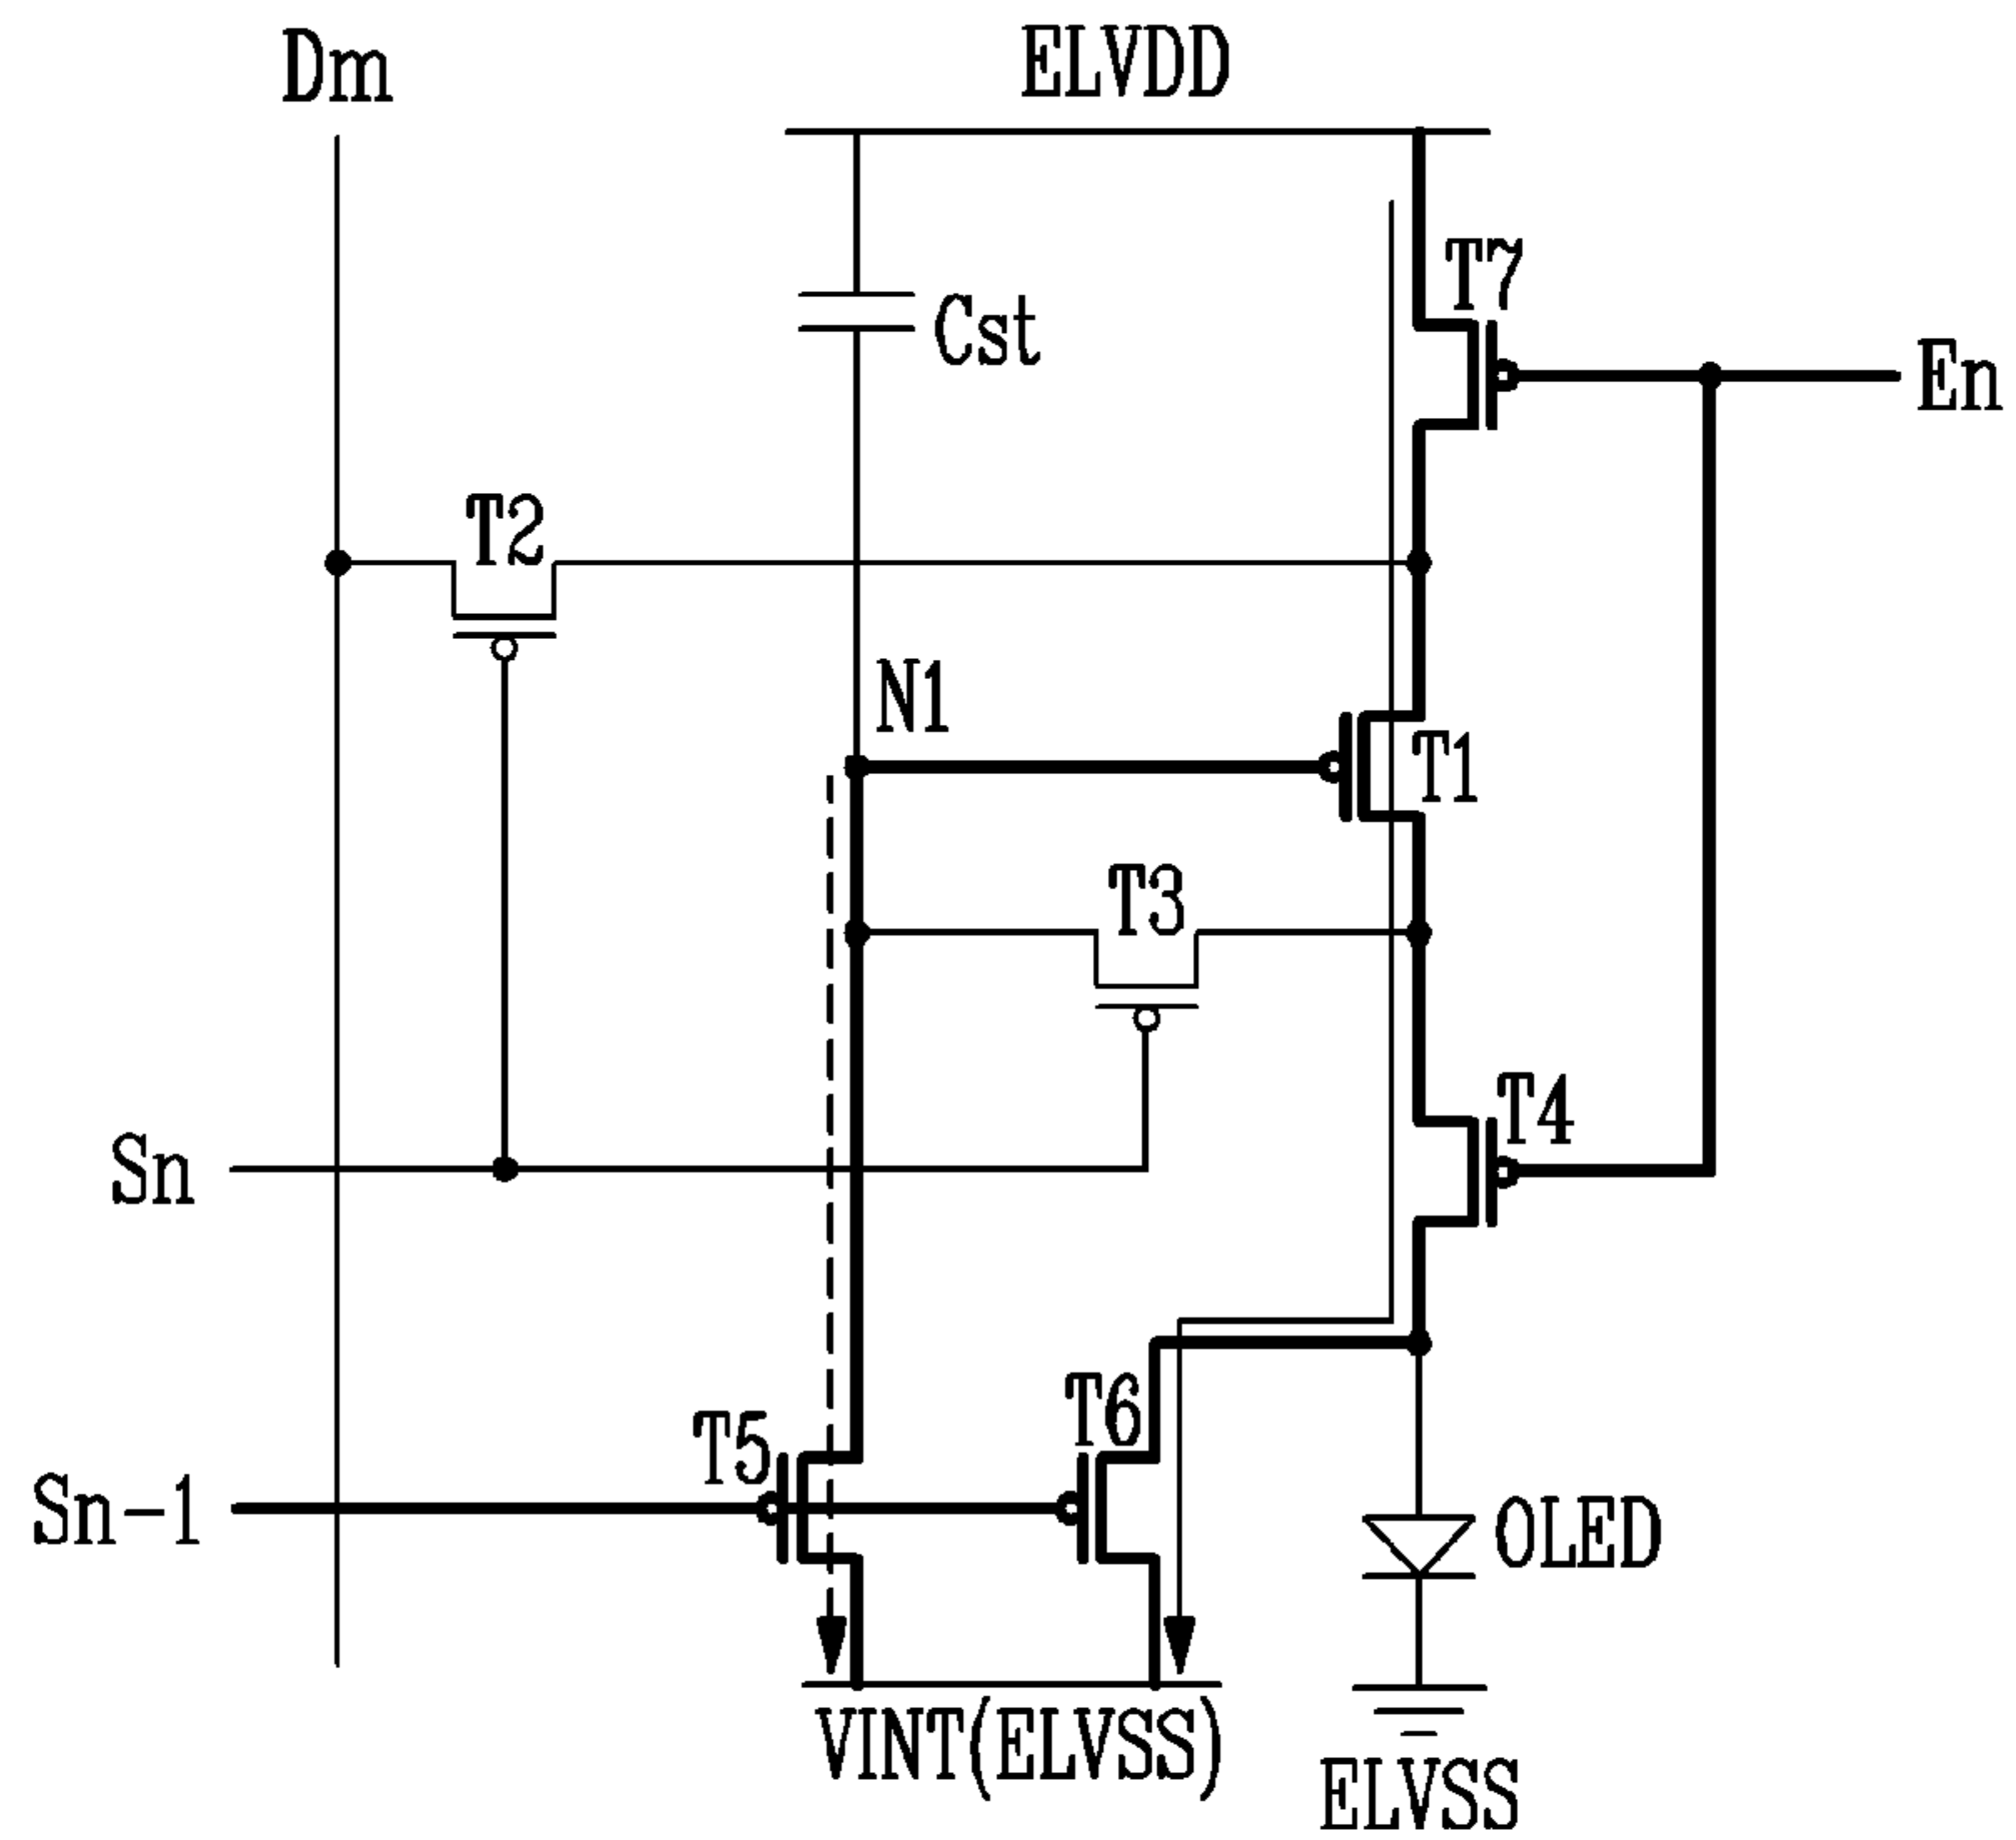 Dm
ELVDD
T7
Cst
En
T2
N1
T1
T3
T4
Sn
T6
T5
Sn-1
OLED
VINT(ELVSS)
ELVSS